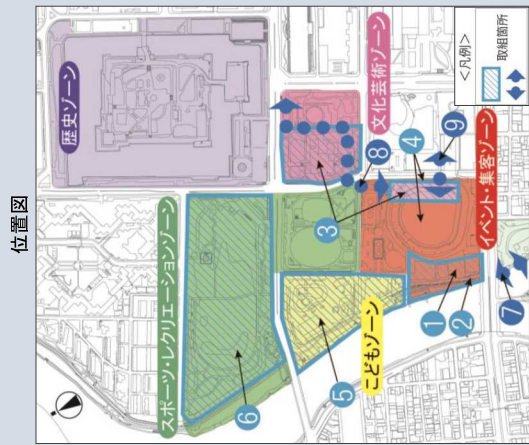 位置図
歴史ゾーン
スポーツ・レクリエーションゾーン
文化芸術ゾーン
こどもゾーン
イベント・集客ゾーン
<凡例>
取組箇所
1
2
3
4
5
6
7
8
9